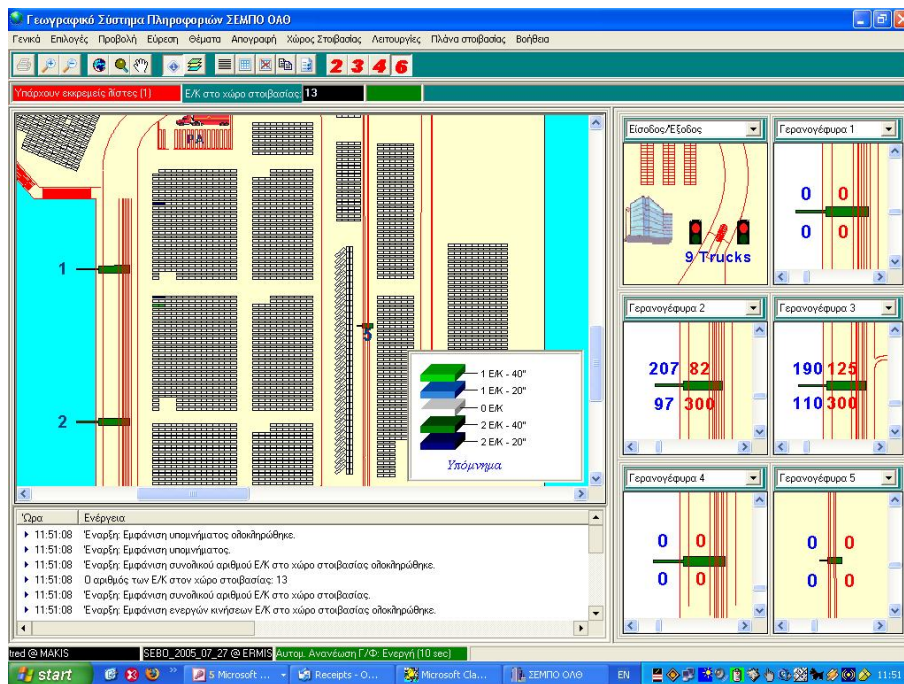 Γεωγραφικό Σύστημα Πληροφοριών ΣΕΜΠΟ ΟΛΘ
Γενικά Επιλογές Προβολή Εύρεση Θέματα Απογραφή Χώρος Στοιβασίας Λειτουργίες Πλάνα στοιβασίας Βοήθεια
2 3 4 6
Υπάρχουν εκκρεμείς λίστες (1) Ε/Κ στο χώρο στοιβασίας: 13
1
2
5
1 Ε/Κ - 40"
1 Ε/Κ - 20"
0 Ε/Κ
2 Ε/Κ - 40"
2 Ε/Κ - 20"
Υπόμνημα
Είσοδος/Έξοδος
9 Trucks
Γερανογέφυρα 1
0 0
0 0
Γερανογέφυρα 2
207 82
97 300
Γερανογέφυρα 3
190 125
110 300
Γερανογέφυρα 4
0 0
0 0
Γερανογέφυρα 5
0 0
0 0
Ώρα Ενέργεια
11:51:08 Έναρξη: Εμφάνιση υπομνήματος ολοκληρώθηκε.
11:51:08 Έναρξη: Εμφάνιση υπομνήματος.
11:51:08 Έναρξη: Εμφάνιση συνολικού αριθμού Ε/Κ στο χώρο στοιβασίας ολοκληρώθηκε.
11:51:08 Ο αριθμός των Ε/Κ στον χώρο στοιβασίας: 13
11:51:08 Έναρξη: Εμφάνιση συνολικού αριθμού Ε/Κ στο χώρο στοιβασίας.
11:51:08 Έναρξη: Εμφάνιση ενεργών κινήσεων Ε/Κ στο χώρο στοιβασίας ολοκληρώθηκε.
tred @ MAKIS SEBO_2005_07_27 @ ERMIS Αυτομ. Ανανέωση Γ/Φ: Ενεργή (10 sec)
start 5 Microsoft ... Receipts - O... Microsoft Cla... ΣΕΜΠΟ ΟΛΘ EN 11:51